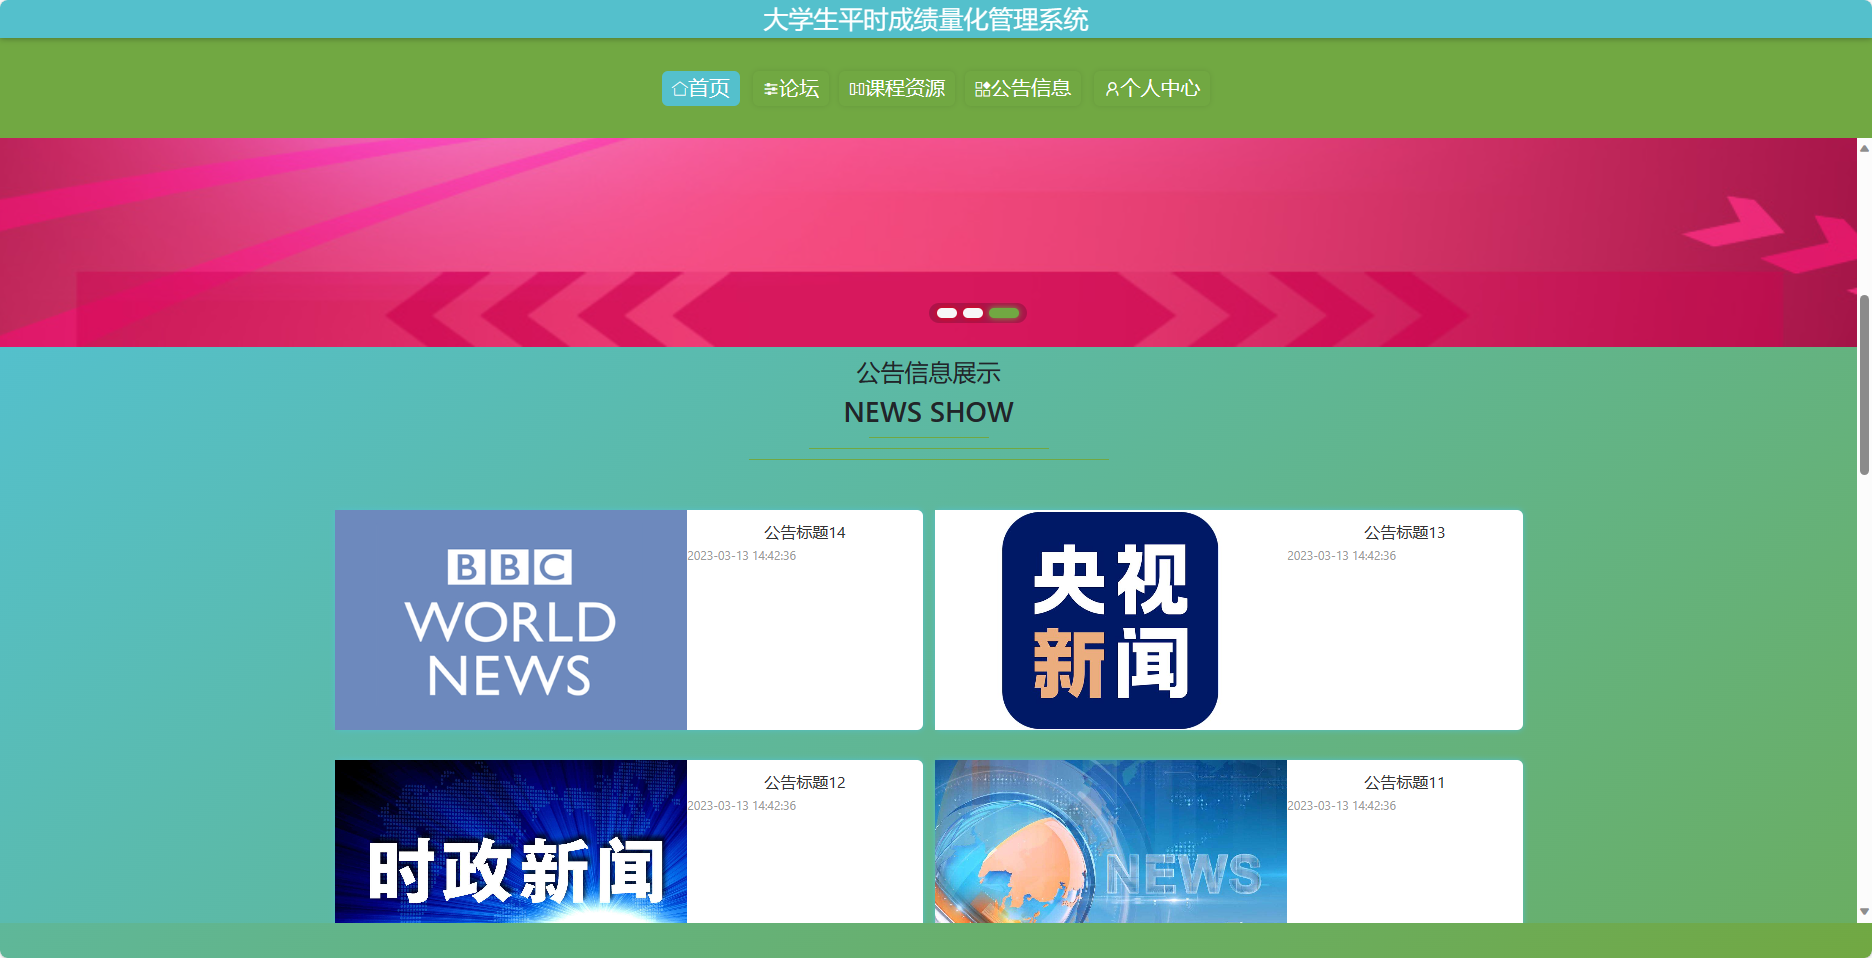 大学生平时成绩量化管理系统
首页 论坛 课程资源 公告信息 个人中心
公告信息展示
NEWS SHOW
BBC
WORLD
NEWS
公告标题14
2023-03-13 14:42:36
央视
新闻
公告标题13
2023-03-13 14:42:36
时政新闻
公告标题12
2023-03-13 14:42:36
NEWS
公告标题11
2023-03-13 14:42:36